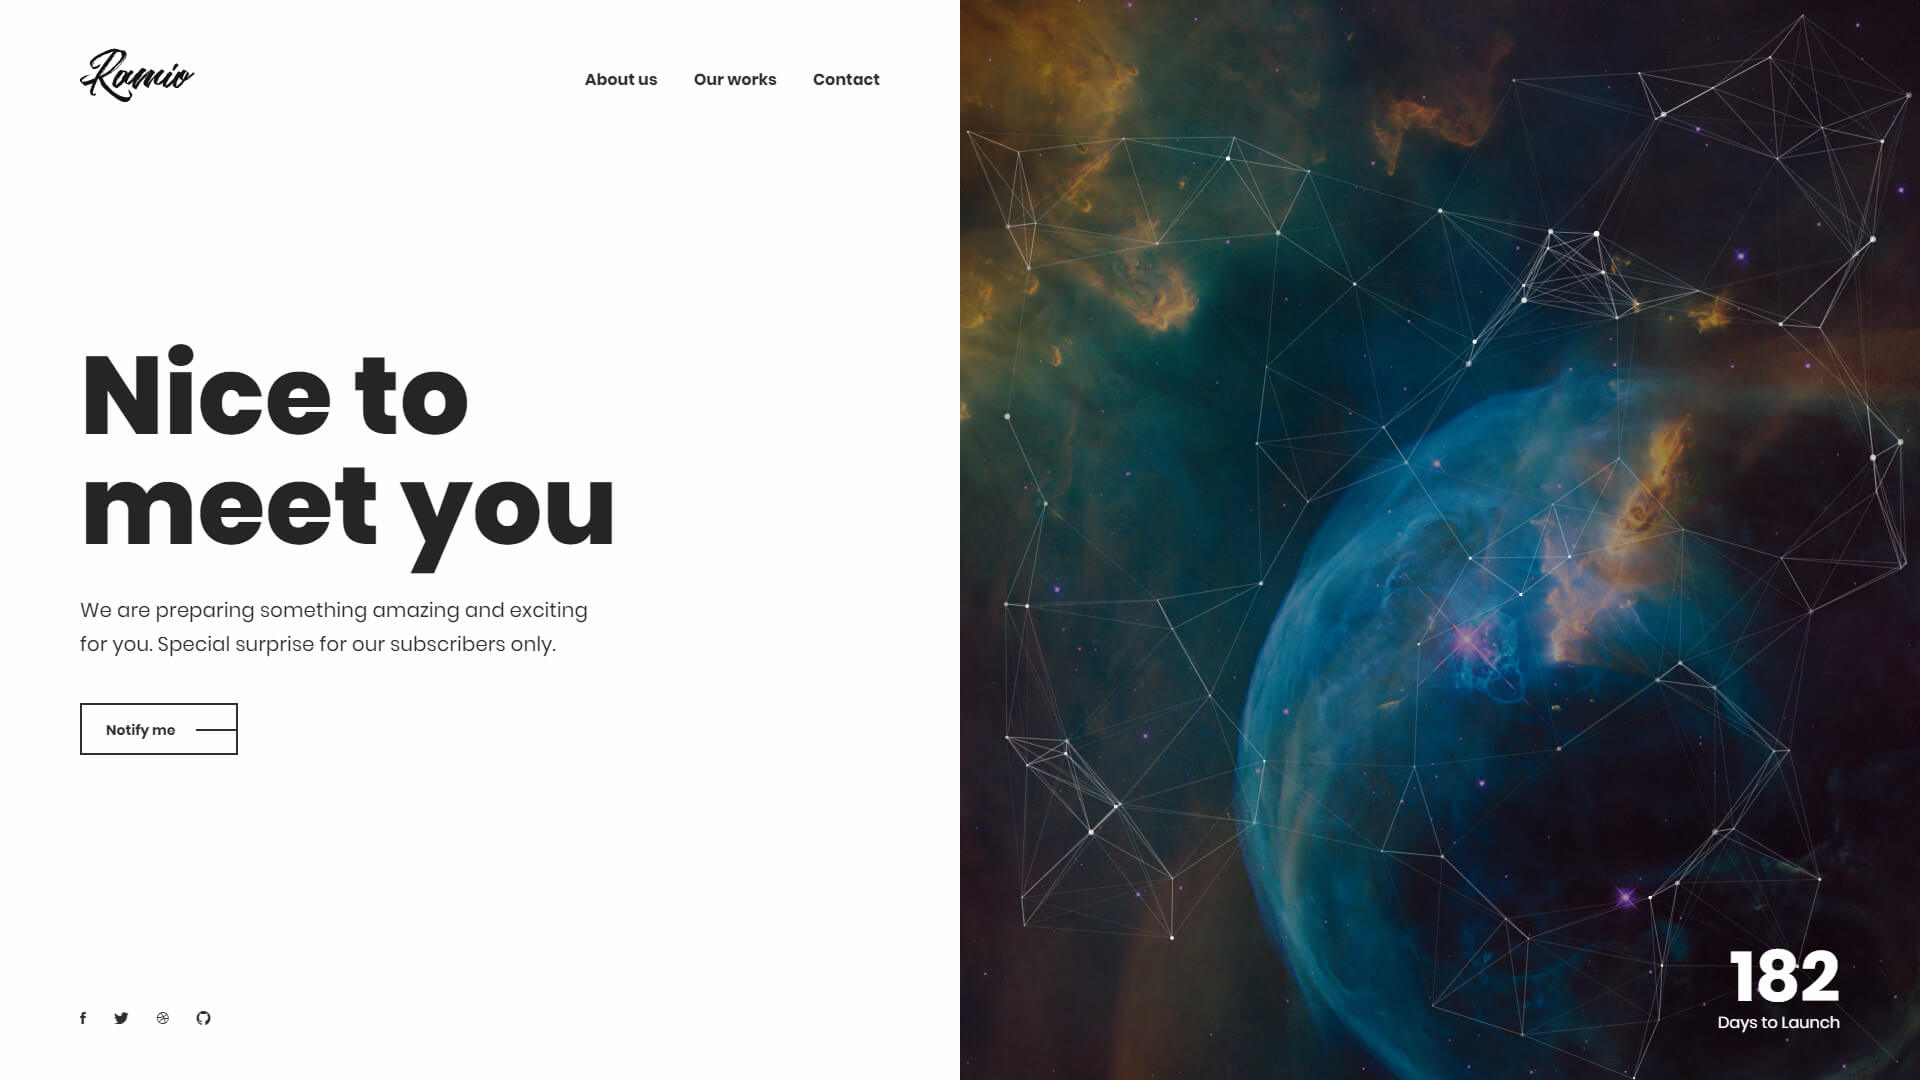 Ramio
About us
Our works
Contact
Nice to
meet you
We are preparing something amazing and exciting
for you. Special surprise for our subscribers only.
Notify me
182
Days to Launch